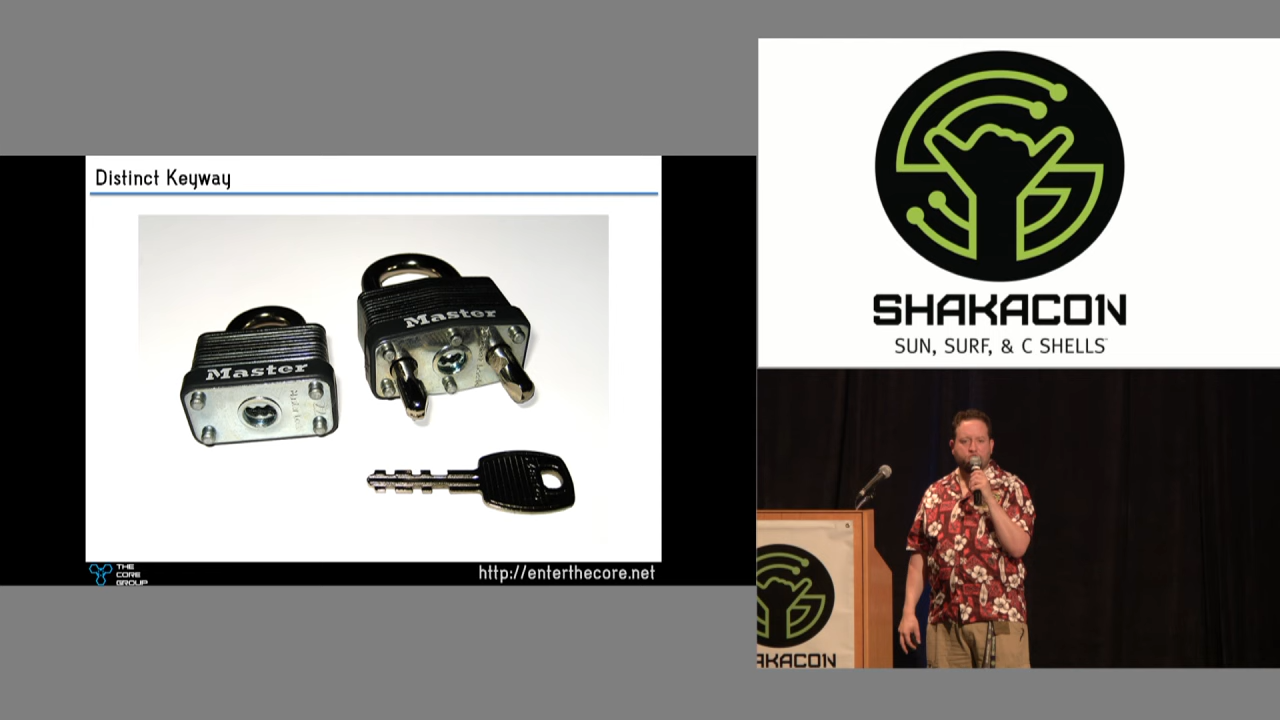 Distinct Keyway
Master
Master
THE
CORE
GROUP
http://enterthecore.net
SHAKACON
SUN, SURF, & C SHELLS
SHAKACON